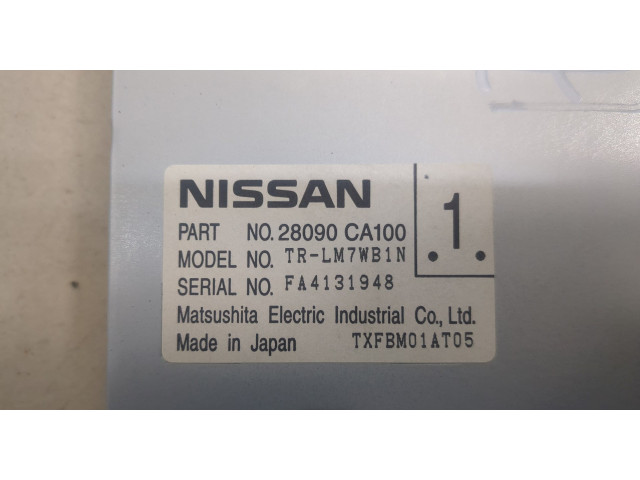 NISSAN
PART NO. 28090 CA100
MODEL NO. TR-LM7WB1N
SERIAL NO. FA4131948
Matsushita Electric Industrial Co., Ltd.
Made in Japan TXFBM01AT05
.1.